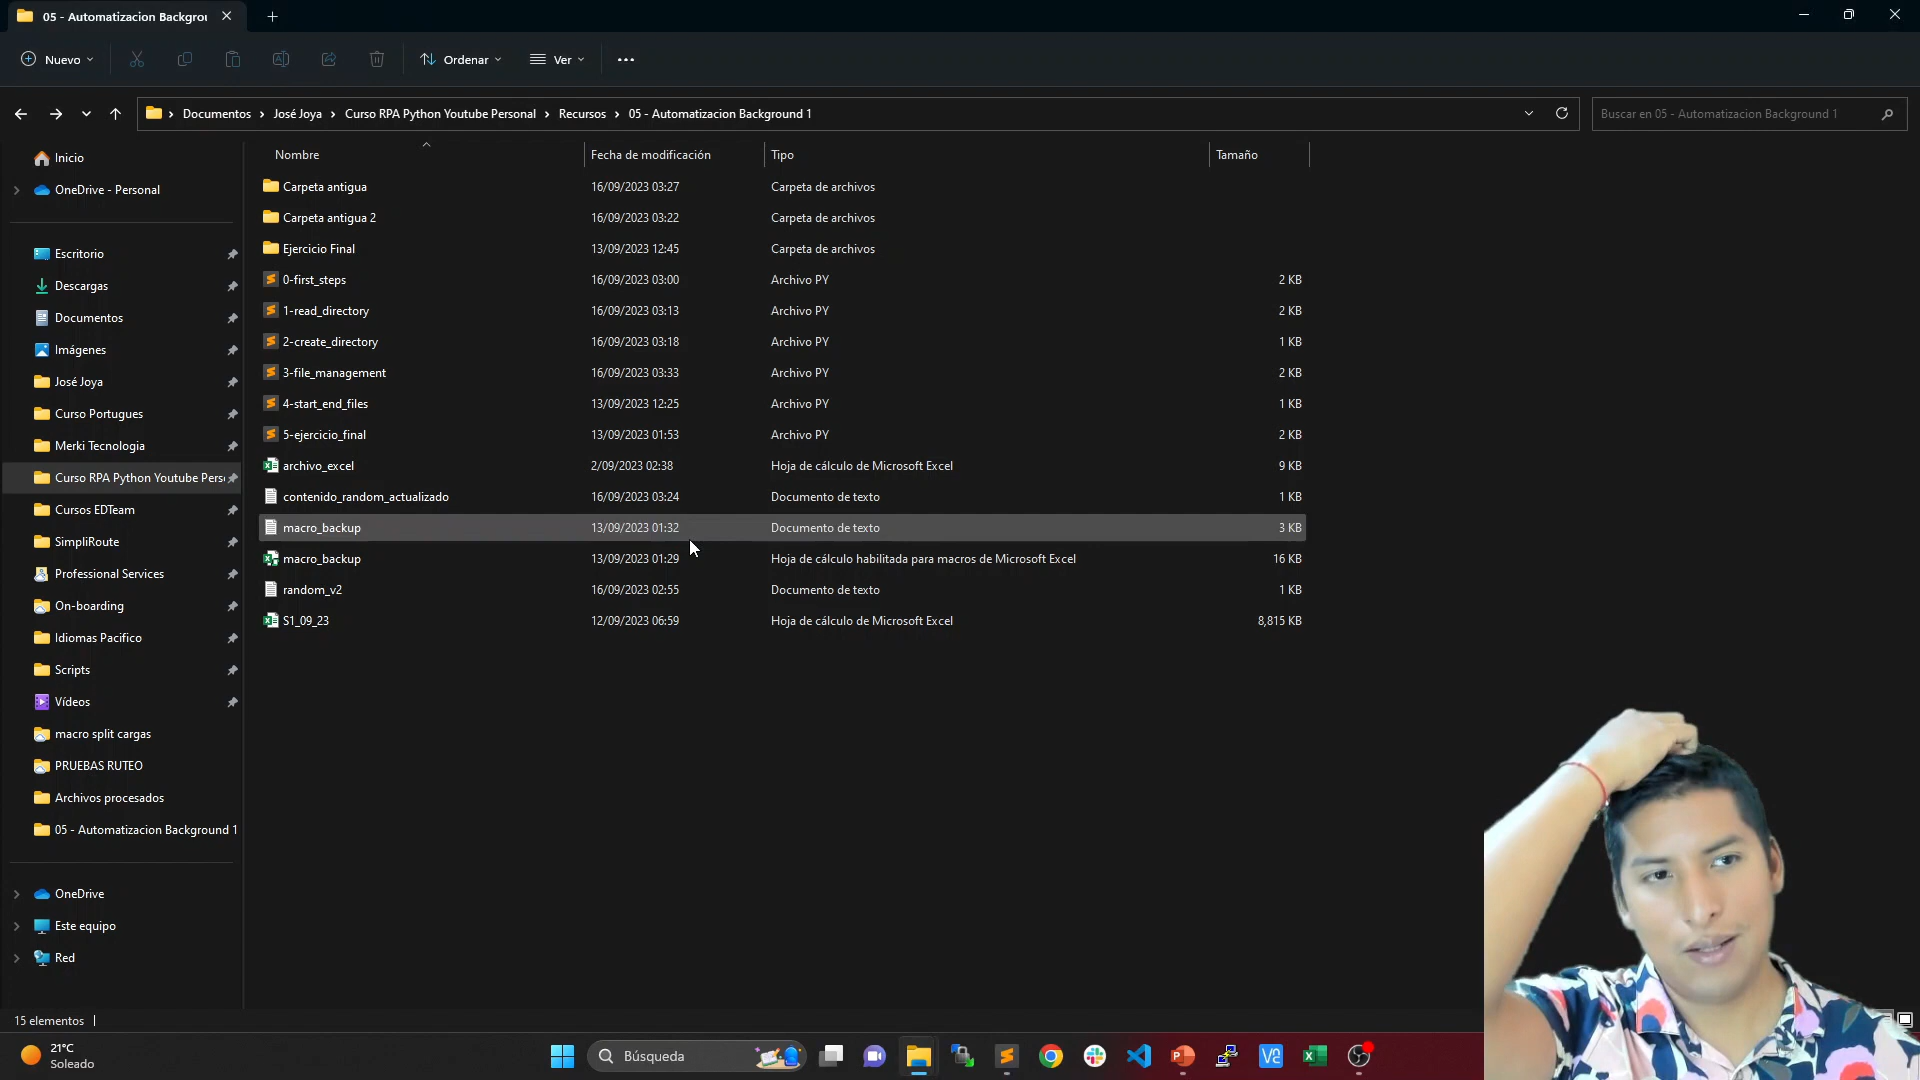 05 - Automatizacion Backgrou
Nuevo
Ordenar
Ver
Documentos > José Joya > Curso RPA Python Youtube Personal > Recursos > 05 - Automatizacion Background 1
Buscar en 05 - Automatizacion Background 1
Inicio
OneDrive - Personal
Escritorio
Descargas
Documentos
Imágenes
José Joya
Curso Portugues
Merki Tecnologia
Curso RPA Python Youtube Pers
Cursos EDTeam
SimpliRoute
Professional Services
On-boarding
Idiomas Pacifico
Scripts
Vídeos
macro split cargas
PRUEBAS RUTEO
Archivos procesados
05 - Automatizacion Background 1
OneDrive
Este equipo
Red
Nombre Fecha de modificación Tipo Tamaño
Carpeta antigua 16/09/2023 03:27 Carpeta de archivos
Carpeta antigua 2 16/09/2023 03:22 Carpeta de archivos
Ejercicio Final 13/09/2023 12:45 Carpeta de archivos
0-first_steps 16/09/2023 03:00 Archivo PY 2 KB
1-read_directory 16/09/2023 03:13 Archivo PY 2 KB
2-create_directory 16/09/2023 03:18 Archivo PY 1 KB
3-file_management 16/09/2023 03:33 Archivo PY 2 KB
4-start_end_files 13/09/2023 12:25 Archivo PY 1 KB
5-ejercicio_final 13/09/2023 01:53 Archivo PY 2 KB
archivo_excel 2/09/2023 02:38 Hoja de cálculo de Microsoft Excel 9 KB
contenido_random_actualizado 16/09/2023 03:24 Documento de texto 1 KB
macro_backup 13/09/2023 01:32 Documento de texto 3 KB
macro_backup 13/09/2023 01:29 Hoja de cálculo habilitada para macros de Microsoft Excel 16 KB
random_v2 16/09/2023 02:55 Documento de texto 1 KB
S1_09_23 12/09/2023 06:59 Hoja de cálculo de Microsoft Excel 8,815 KB
15 elementos
21°C
Soleado
Búsqueda